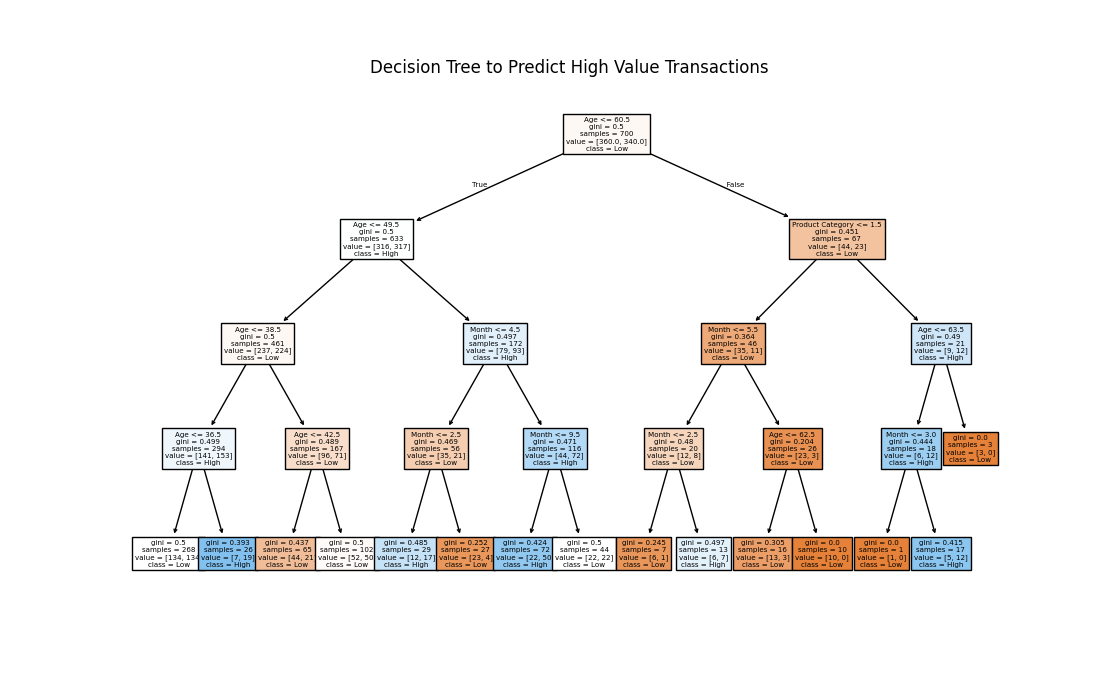 Decision Tree to Predict High Value Transactions
Age <= 60.5
gini = 0.5
samples = 700
value = [360.0, 340.0]
class = Low
True
False
Age <= 49.5
gini = 0.5
samples = 633
value = [316, 317]
class = High
Product Category <= 1.5
gini = 0.451
samples = 67
value = [44, 23]
class = Low
Age <= 38.5
gini = 0.5
samples = 461
value = [237, 224]
class = Low
Month <= 4.5
gini = 0.497
samples = 172
value = [79, 93]
class = High
Month <= 5.5
gini = 0.364
samples = 46
value = [35, 11]
class = Low
Age <= 63.5
gini = 0.49
samples = 21
value = [9, 12]
class = High
Age <= 36.5
gini = 0.499
samples = 294
value = [141, 153]
class = High
Age <= 42.5
gini = 0.489
samples = 167
value = [96, 71]
class = Low
Month <= 2.5
gini = 0.469
samples = 56
value = [35, 21]
class = Low
Month <= 9.5
gini = 0.471
samples = 116
value = [44, 72]
class = High
Month <= 2.5
gini = 0.48
samples = 20
value = [12, 8]
class = Low
Age <= 62.5
gini = 0.204
samples = 26
value = [23, 3]
class = Low
Month <= 3.0
gini = 0.444
samples = 18
value = [6, 12]
class = High
gini = 0.0
samples = 3
value = [3, 0]
class = Low
gini = 0.5
samples = 268
value = [134, 134
class = Low
gini = 0.393
samples = 26
value = [7, 19]
class = High
gini = 0.437
samples = 65
value = [44, 21
class = Low
gini = 0.5
samples = 102
value = [52, 50
class = Low
gini = 0.485
samples = 29
value = [12, 17]
class = High
gini = 0.252
samples = 27
value = [23, 4]
class = Low
gini = 0.424
samples = 72
value = [22, 50
class = High
gini = 0.5
samples = 44
value = [22, 22]
class = Low
gini = 0.245
samples = 7
value = [6, 1]
class = Low
gini = 0.497
samples = 13
value = [6, 7]
class = High
gini = 0.305
samples = 16
value = [13, 3]
class = Low
gini = 0.0
samples = 10
value = [10, 0]
class = Low
gini = 0.0
samples = 1
value = [1, 0]
class = Low
gini = 0.415
samples = 17
value = [5, 12]
class = High